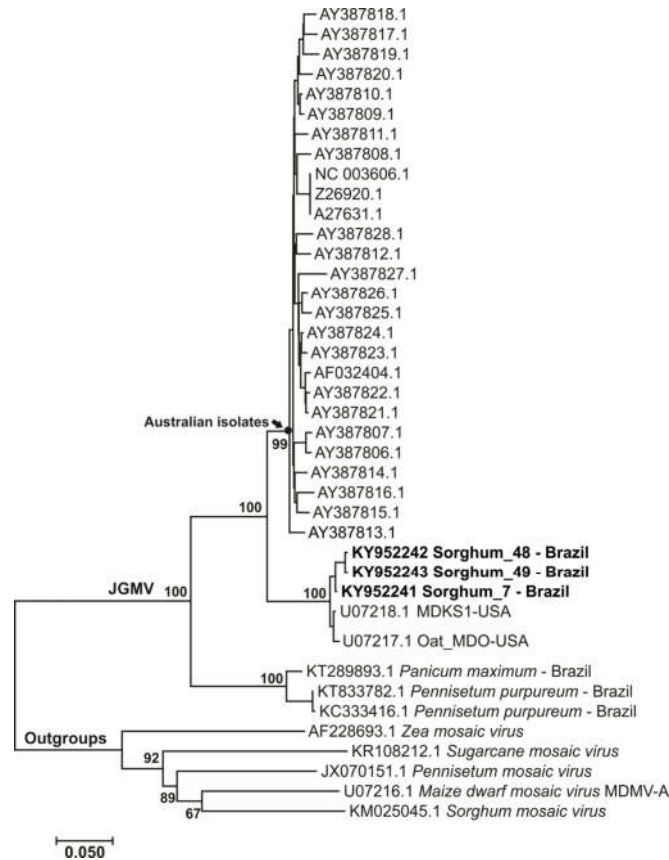 AY387818.1
AY387817.1
AY387819.1
AY387820.1
AY387810.1
AY387809.1
AY387811.1
AY387808.1
NC 003606.1
Z26920.1
A27631.1
AY387828.1
AY387812.1
AY387827.1
AY387826.1
AY387825.1
AY387824.1
AY387823.1
AF032404.1
AY387822.1
AY387821.1
Australian isolates
AY387807.1
99
AY387806.1
AY387814.1
AY387816.1
100
AY387815.1
AY387813.1
KY952242 Sorghum_48 - Brazil
KY952243 Sorghum_49 - Brazil
JGMV
100
100
KY952241 Sorghum_7 - Brazil
U07218.1 MDKS1-USA
U07217.1 Oat_MDO-USA
KT289893.1 Panicum maximum - Brazil
100
KT833782.1 Pennisetum purpureum - Brazil
KC333416.1 Pennisetum purpureum - Brazil
Outgroups
AF228693.1 Zea mosaic virus
92
KR108212.1 Sugarcane mosaic virus
JX070151.1 Pennisetum mosaic virus
89
U07216.1 Maize dwarf mosaic virus MDMV-A
67
KM025045.1 Sorghum mosaic virus
0.050